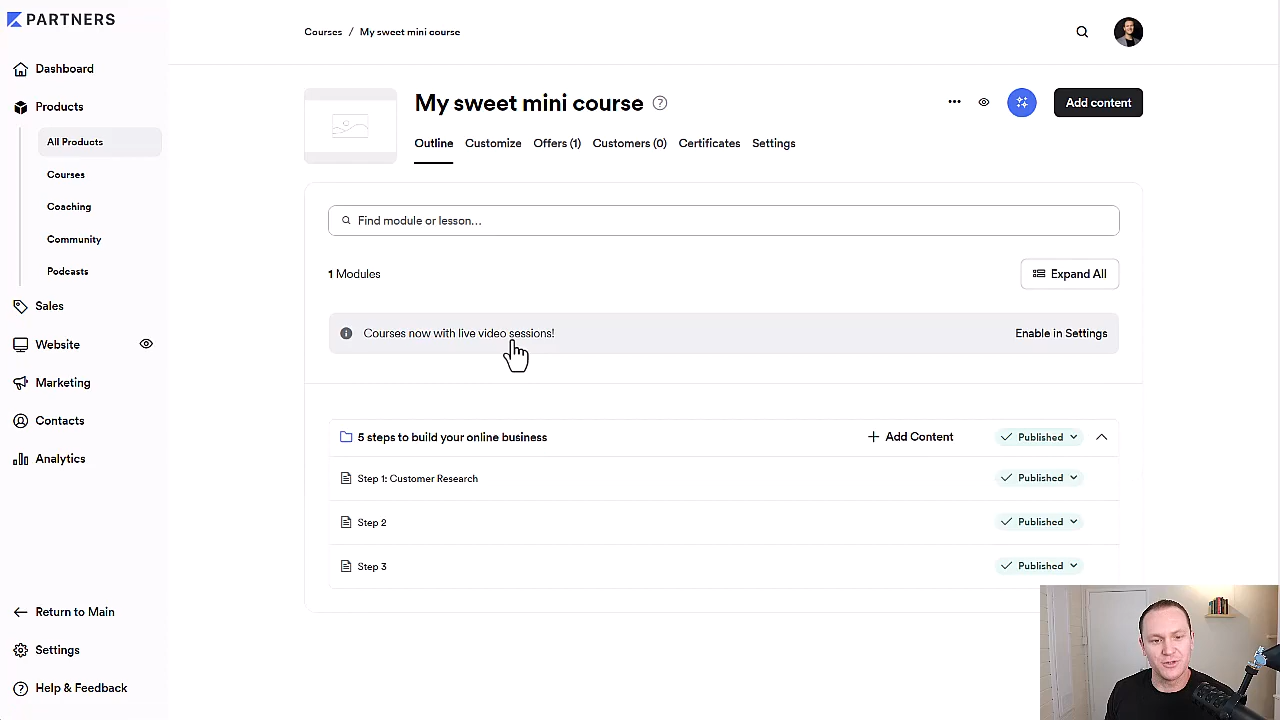 PARTNERS
Courses / My sweet mini course
Dashboard
Products
All Products
Courses
Coaching
Community
Podcasts
Sales
Website
Marketing
Contacts
Analytics
Return to Main
Settings
Help & Feedback
My sweet mini course
Add content
Outline Customize Offers (1) Customers (0) Certificates Settings
Find module or lesson...
1 Modules
Expand All
Courses now with live video sessions! Enable in Settings
5 steps to build your online business + Add Content Published
Step 1: Customer Research Published
Step 2 Published
Step 3 Published